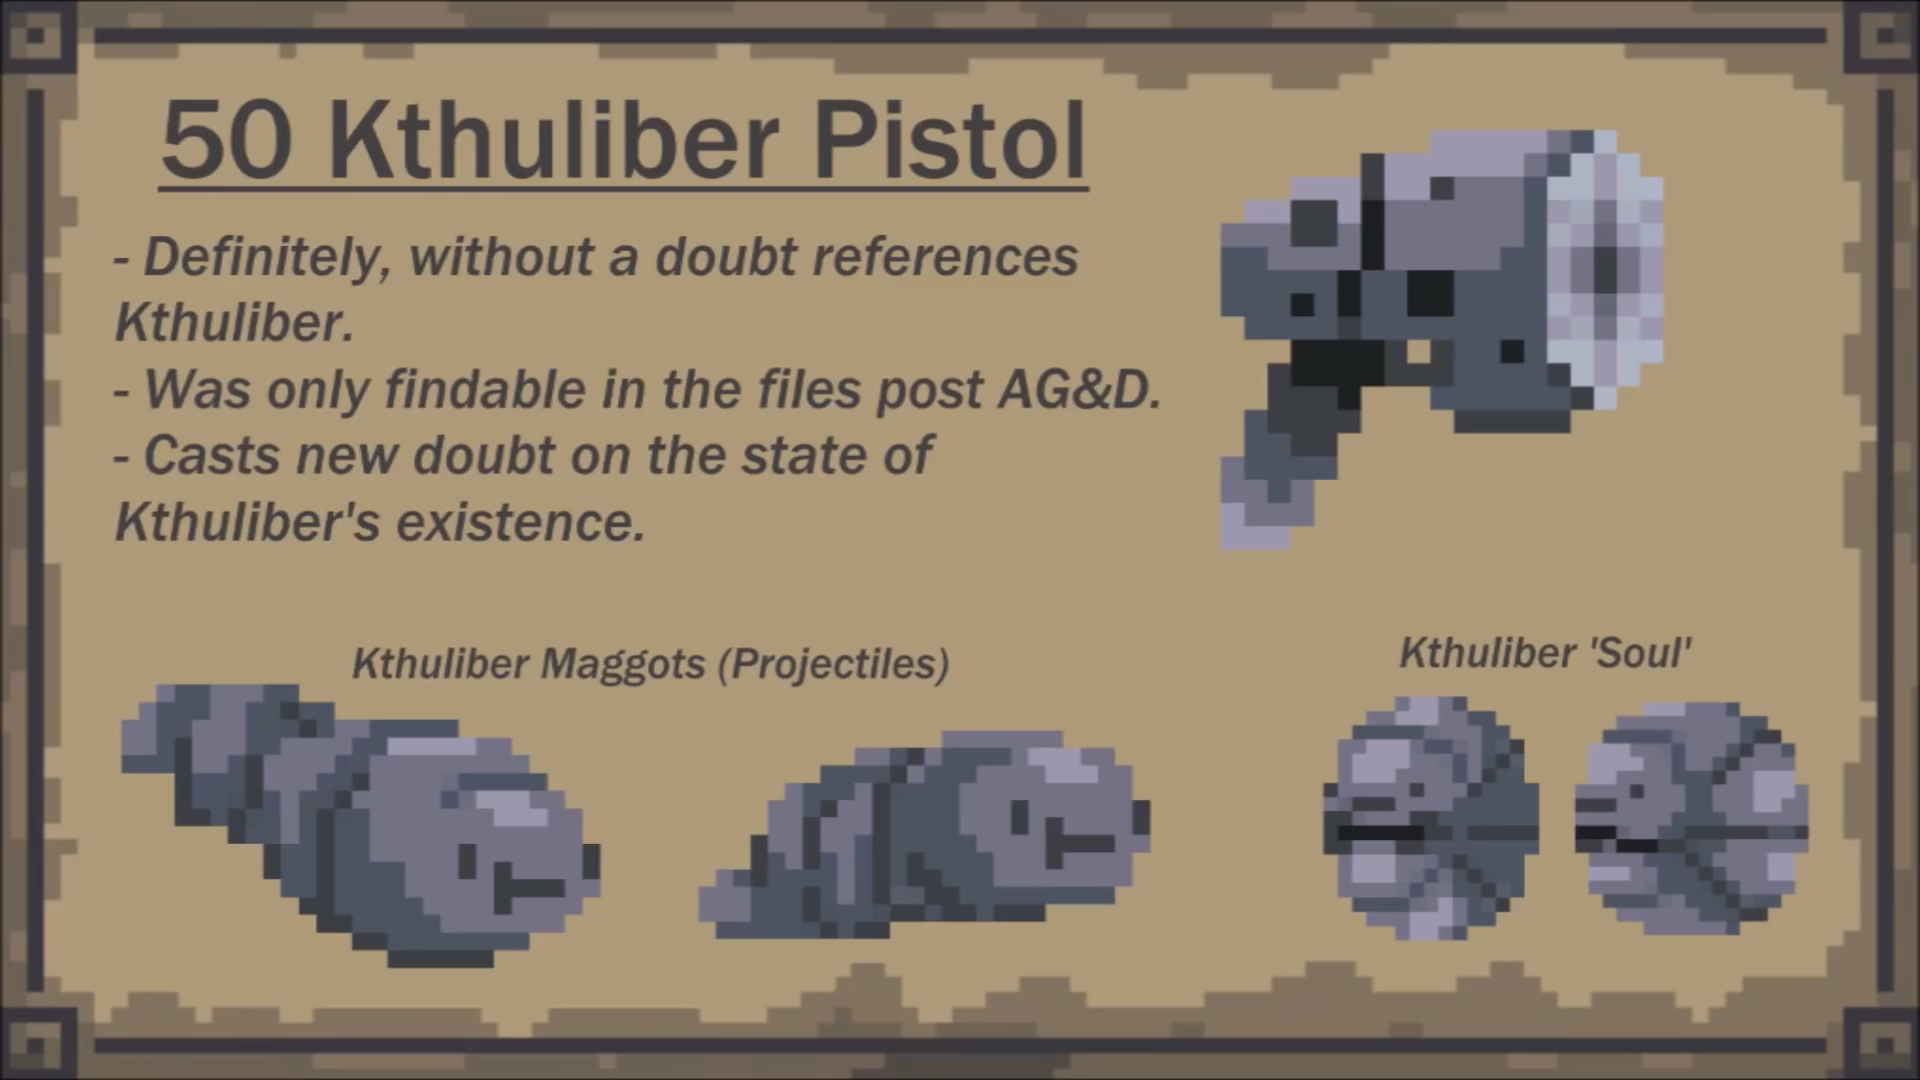 50 Kthuliber Pistol
- Definitely, without a doubt references
Kthuliber.
- Was only findable in the files post AG&D.
- Casts new doubt on the state of
Kthuliber's existence.
Kthuliber Maggots (Projectiles)
Kthuliber 'Soul'